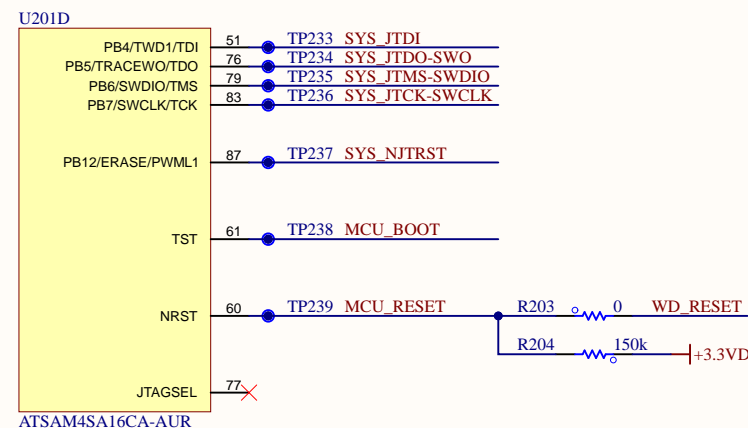 U201D
PB4/TWD1/TDI 51 TP233 SYS_JTDI
PB5/TRACEWO/TDO 76 TP234 SYS_JTDO-SWO
PB6/SWDIO/TMS 79 TP235 SYS_JTMS-SWDIO
PB7/SWCLK/TCK 83 TP236 SYS_JTCK-SWCLK
PB12/ERASE/PWML1 87 TP237 SYS_NJTRST
TST 61 TP238 MCU_BOOT
NRST 60 TP239 MCU_RESET R203 0 WD_RESET
R204 150k +3.3VD
JTAGSEL 77
ATSAM4SA16CA-AUR